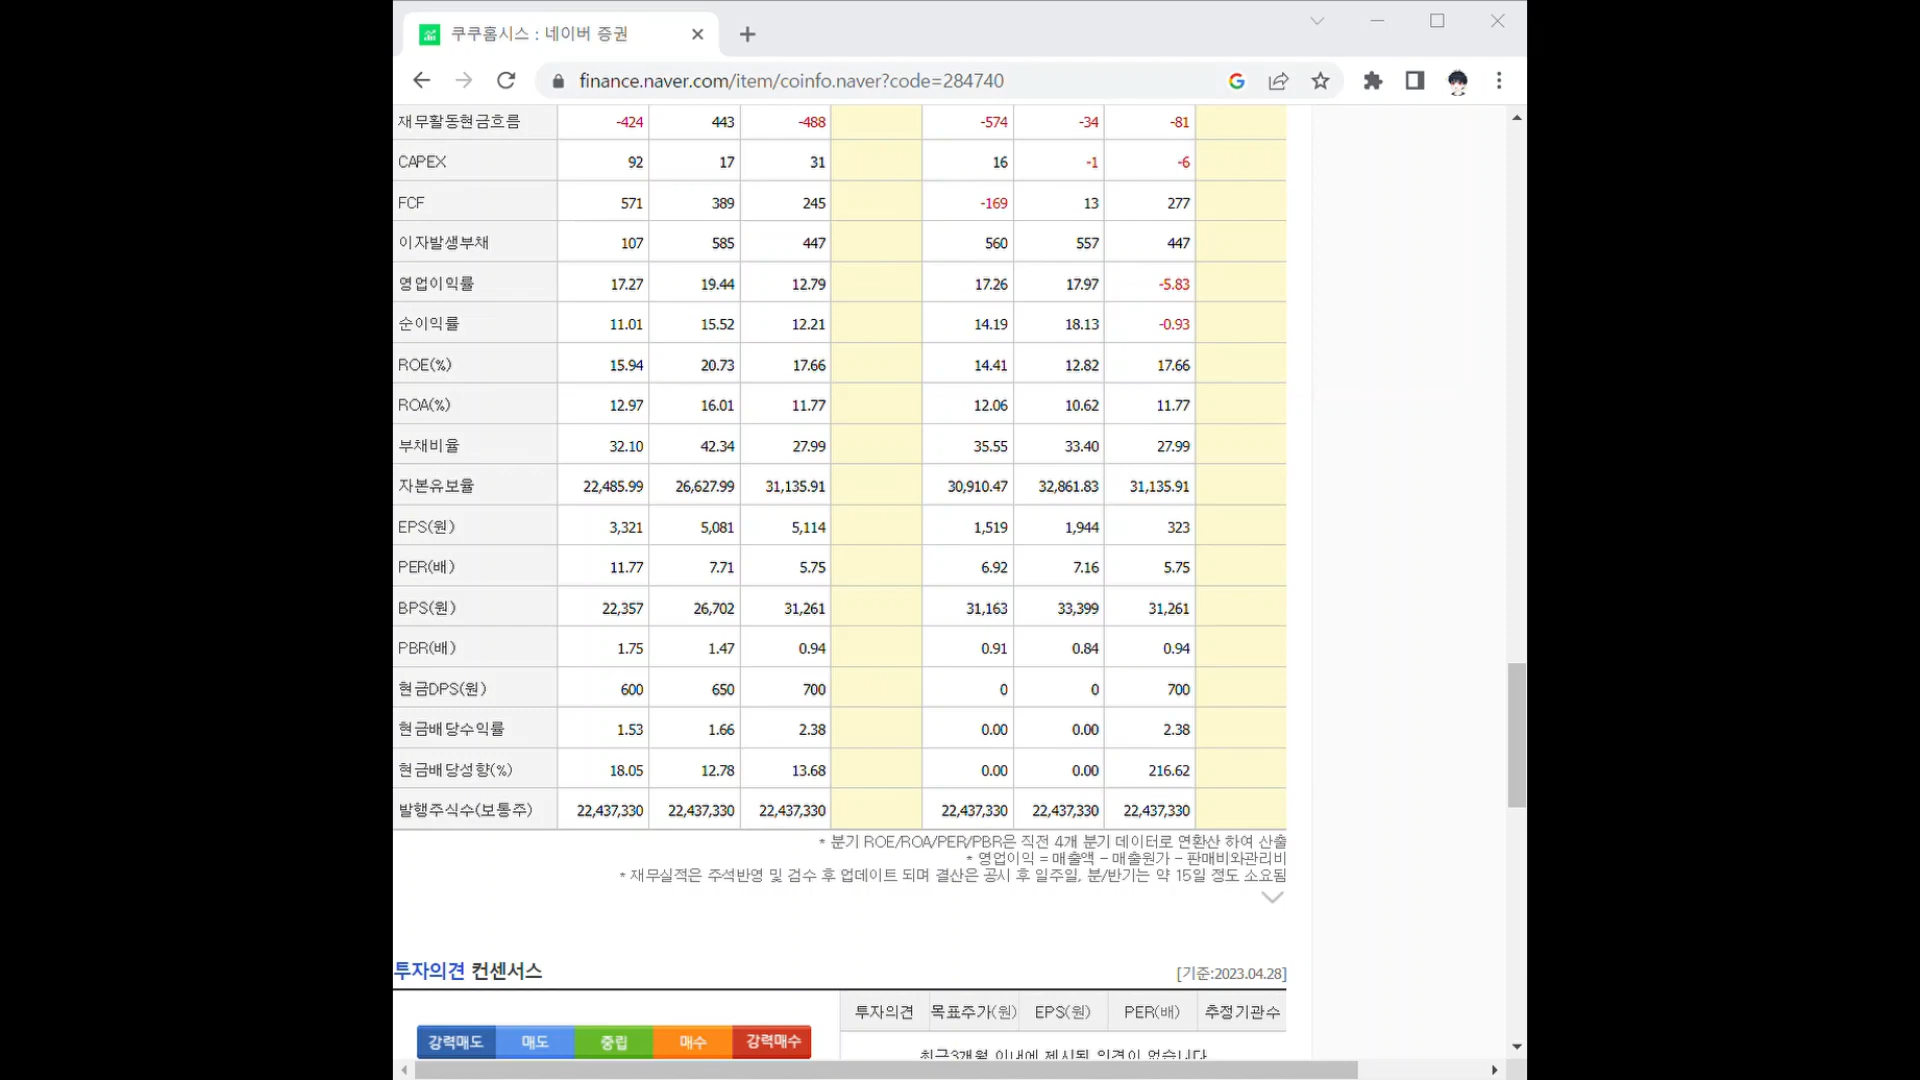 쿠쿠홈시스 : 네이버 증권
finance.naver.com/item/coinfo.naver?code=284740
재무활동현금흐름 -424 443 -488 -574 -34 -81
CAPEX 92 17 31 16 -1 -6
FCF 571 389 245 -169 13 277
이자발생부채 107 585 447 560 557 447
영업이익률 17.27 19.44 12.79 17.26 17.97 -5.83
순이익률 11.01 15.52 12.21 14.19 18.13 -0.93
ROE(%) 15.94 20.73 17.66 14.41 12.82 17.66
ROA(%) 12.97 16.01 11.77 12.06 10.62 11.77
부채비율 32.10 42.34 27.99 35.55 33.40 27.99
자본유보율 22,485.99 26,627.99 31,135.91 30,910.47 32,861.83 31,135.91
EPS(원) 3,321 5,081 5,114 1,519 1,944 323
PER(배) 11.77 7.71 5.75 6.92 7.16 5.75
BPS(원) 22,357 26,702 31,261 31,163 33,399 31,261
PBR(배) 1.75 1.47 0.94 0.91 0.84 0.94
현금DPS(원) 600 650 700 0 0 700
현금배당수익률 1.53 1.66 2.38 0.00 0.00 2.38
현금배당성향(%) 18.05 12.78 13.68 0.00 0.00 216.62
발행주식수(보통주) 22,437,330 22,437,330 22,437,330 22,437,330 22,437,330 22,437,330
* 분기 ROE/ROA/PER/PBR은 직전 4개 분기 데이터로 연환산 하여 산출
* 영업이익 = 매출액 - 매출원가 - 판매비와관리비
* 재무실적은 주석반영 및 검수 후 업데이트 되며 결산은 공시 후 일주일, 분/반기는 약 15일 정도 소요됨
투자의견 컨센서스 [기준:2023.04.28]
투자의견 목표주가(원) EPS(원) PER(배) 추정기관수
강력매도 매도 중립 매수 강력매수
최근3개월 이내에 제시된 의견이 없습니다